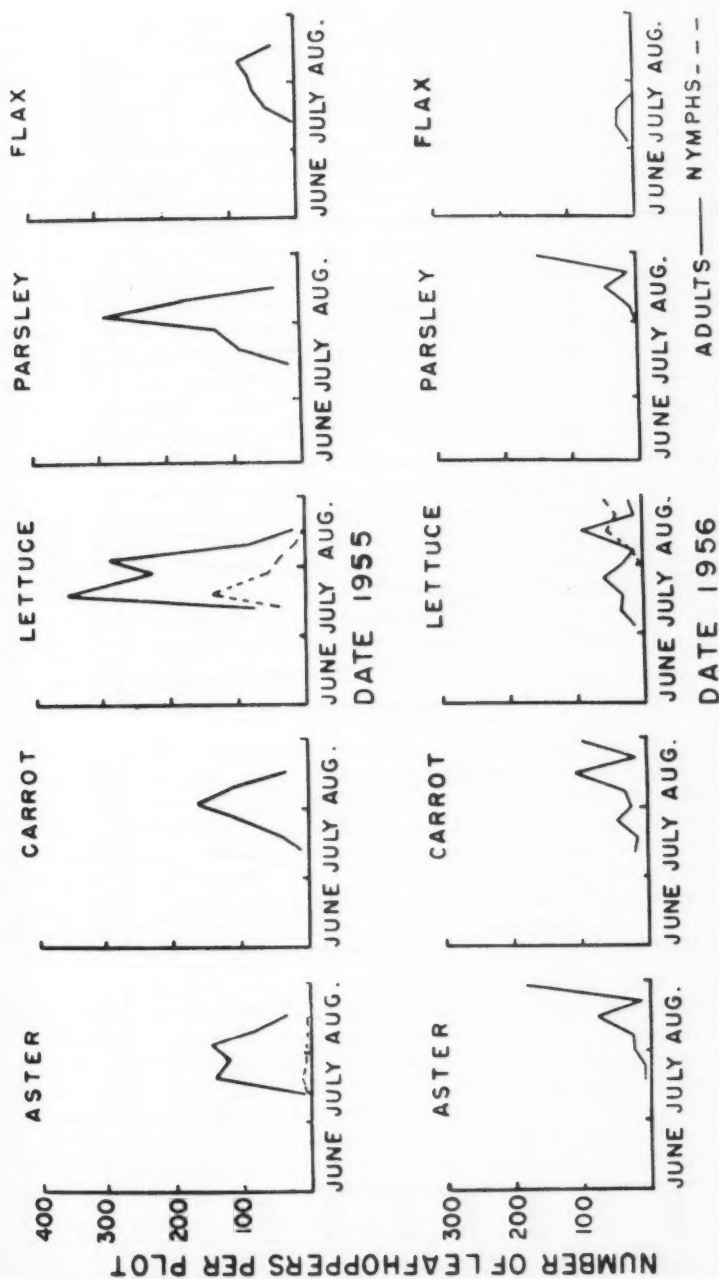 NUMBER OF LEAFHOPPERS PER PLOT
ASTER
CARROT
LETTUCE
PARSLEY
FLAX
400
300
200
100
JUNE JULY AUG.
JUNE JULY AUG.
JUNE JULY AUG.
JUNE JULY AUG.
JUNE JULY AUG.
DATE 1955
ASTER
CARROT
LETTUCE
PARSLEY
FLAX
300
200
100
JUNE JULY AUG.
JUNE JULY AUG.
JUNE JULY AUG.
JUNE JULY AUG.
JUNE JULY AUG.
DATE 1956
ADULTS—— NYMPHS---